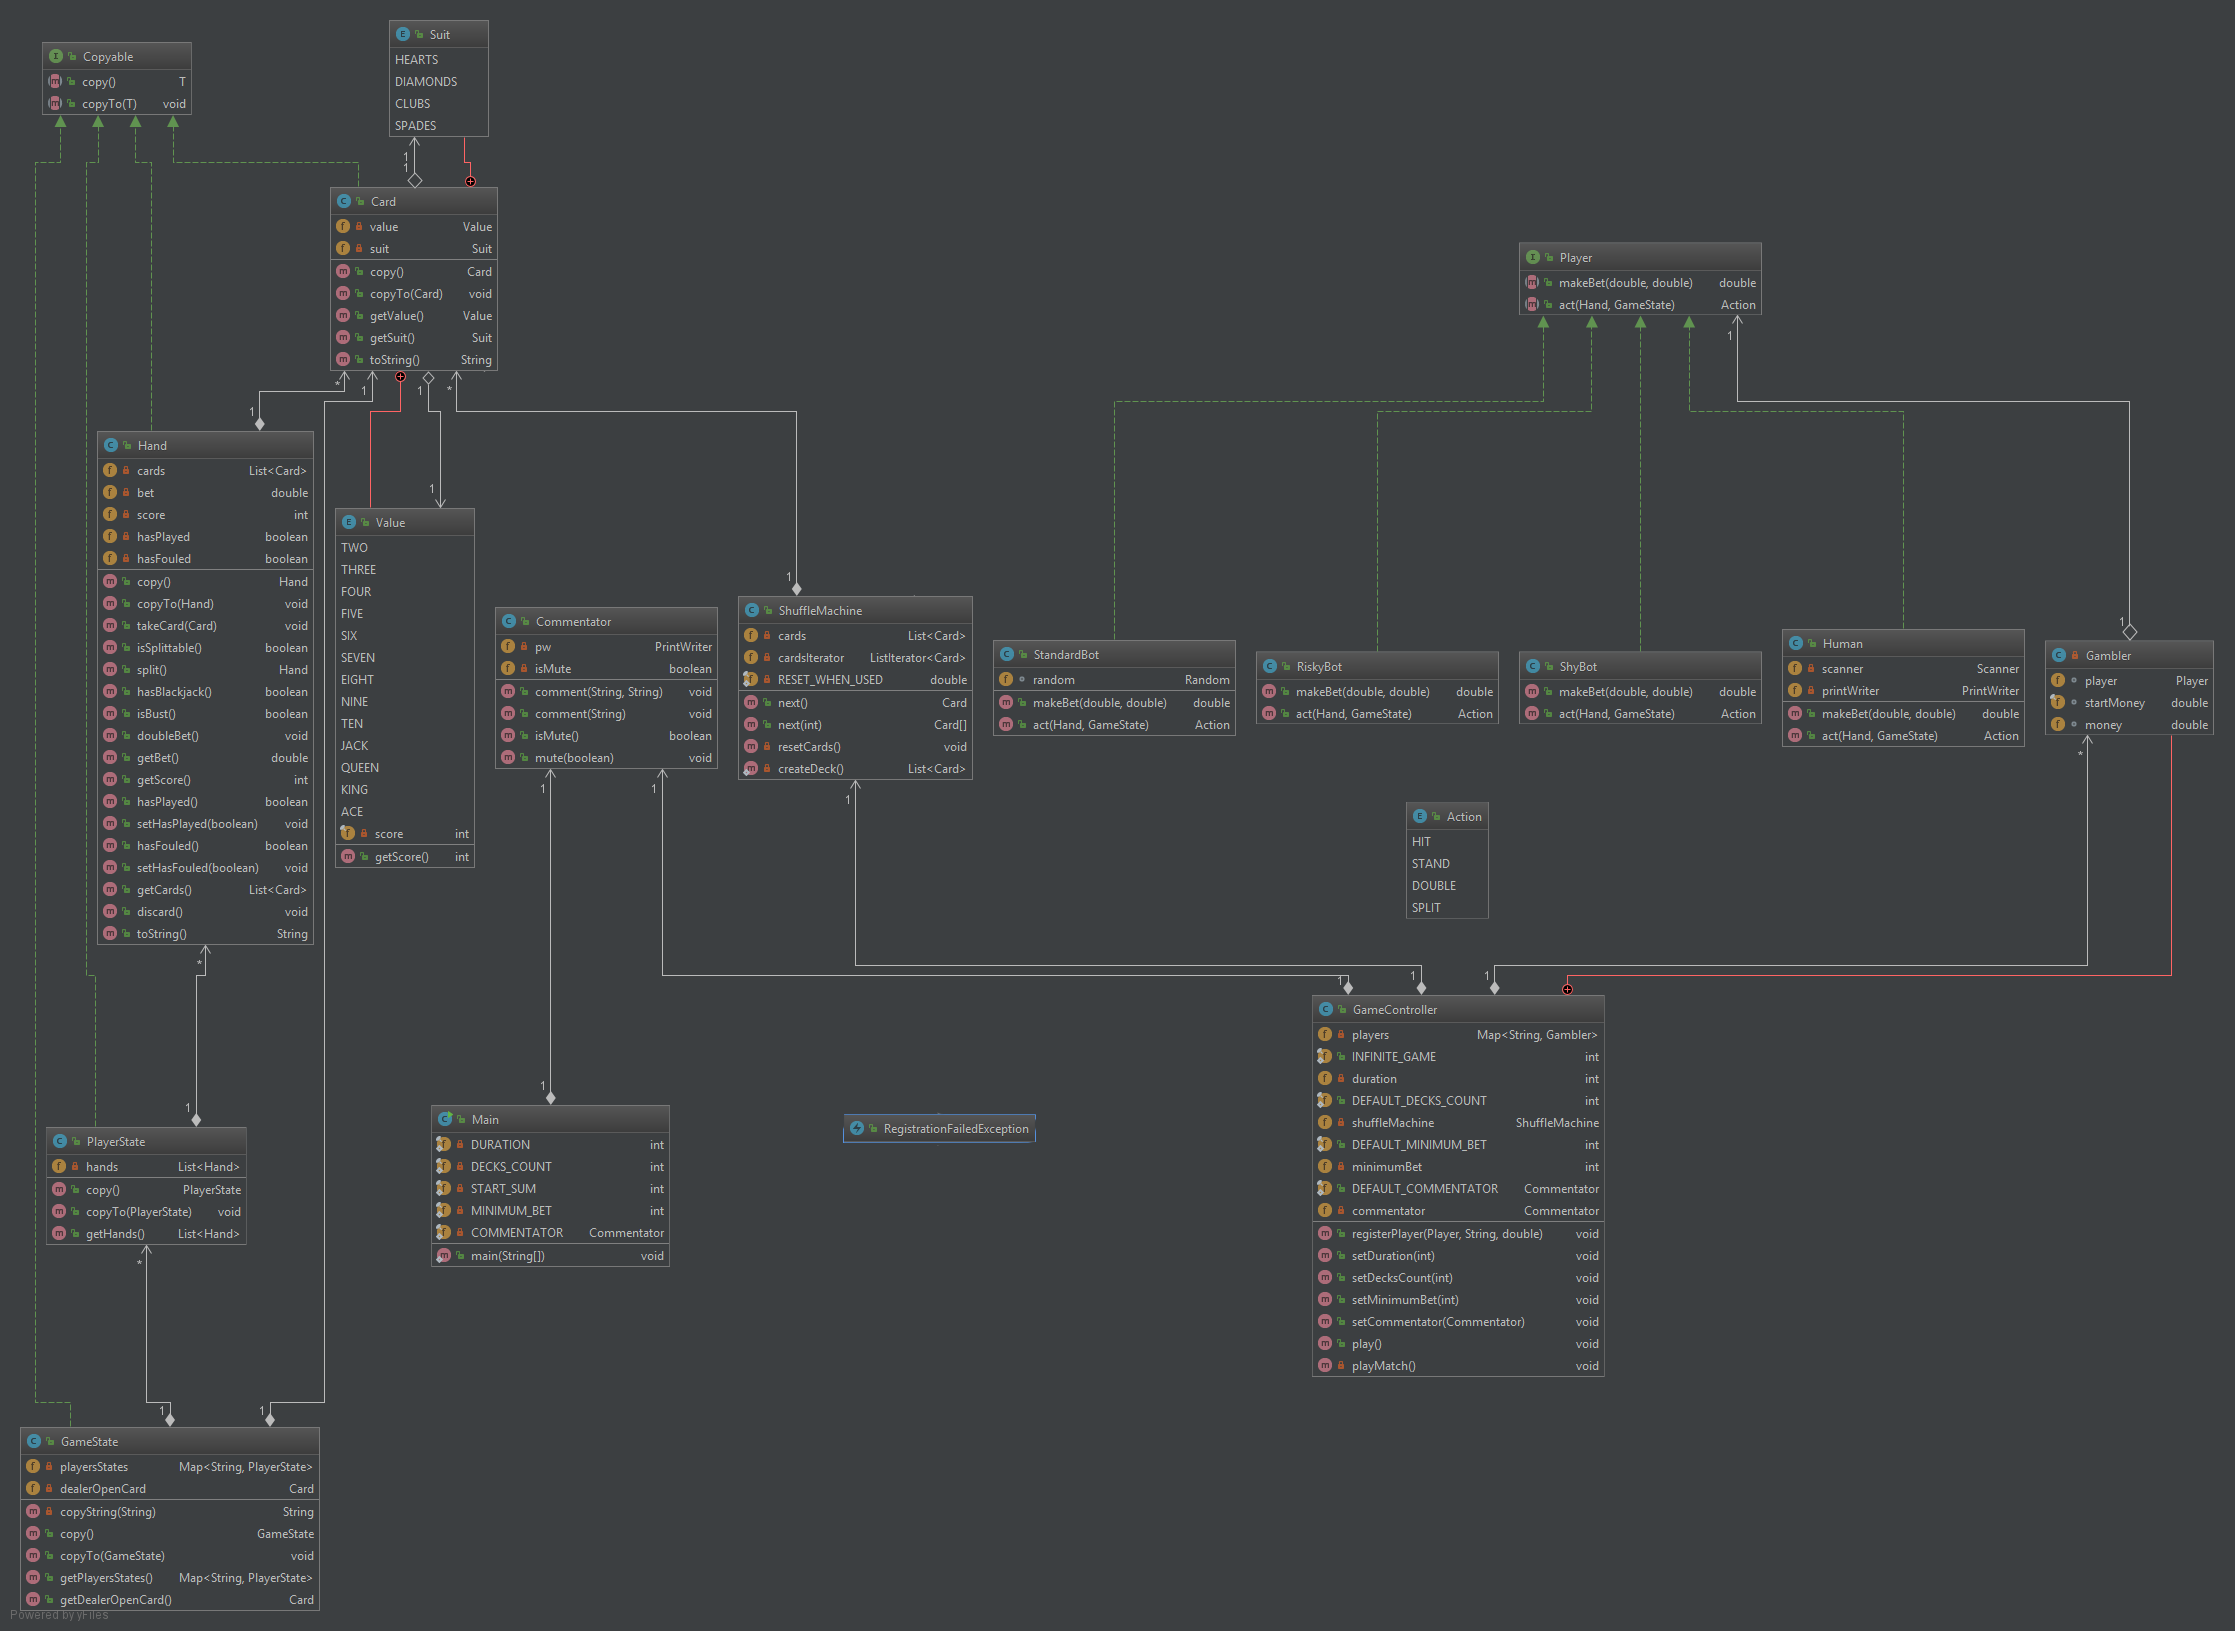 Suit
HEARTS
DIAMONDS
CLUBS
SPADES
Copyable
copy() T
copyTo(T) void
1
1
Card
value Value
suit Suit
copy() Card
copyTo(Card) void
getValue() Value
getSuit() Suit
toString() String
* 1 1 *
1
Player
makeBet(double, double) double
act(Hand, GameState) Action
1
Hand
cards List<Card>
bet double
score int
hasPlayed boolean
hasFouled boolean
copy() Hand
copyTo(Hand) void
takeCard(Card) void
isSplittable() boolean
split() Hand
hasBlackjack() boolean
isBust() boolean
doubleBet() void
getBet() double
getScore() int
hasPlayed() boolean
setHasPlayed(boolean) void
hasFouled() boolean
setHasFouled(boolean) void
getCards() List<Card>
discard() void
toString() String
*
1
Value
TWO
THREE
FOUR
FIVE
SIX
SEVEN
EIGHT
NINE
TEN
JACK
QUEEN
KING
ACE
score int
getScore() int
Commentator
pw PrintWriter
isMute boolean
comment(String, String) void
comment(String) void
isMute() boolean
mute(boolean) void
1 1
1
ShuffleMachine
cards List<Card>
cardsIterator ListIterator<Card>
RESET_WHEN_USED double
next() Card
next(int) Card[]
resetCards() void
createDeck() List<Card>
1
StandardBot
random Random
makeBet(double, double) double
act(Hand, GameState) Action
RiskyBot
makeBet(double, double) double
act(Hand, GameState) Action
ShyBot
makeBet(double, double) double
act(Hand, GameState) Action
Human
scanner Scanner
printWriter PrintWriter
makeBet(double, double) double
act(Hand, GameState) Action
1
Gambler
player Player
startMoney double
money double
*
Action
HIT
STAND
DOUBLE
SPLIT
1 1 1
GameController
players Map<String, Gambler>
INFINITE_GAME int
duration int
DEFAULT_DECKS_COUNT int
shuffleMachine ShuffleMachine
DEFAULT_MINIMUM_BET int
minimumBet int
DEFAULT_COMMENTATOR Commentator
commentator Commentator
registerPlayer(Player, String, double) void
setDuration(int) void
setDecksCount(int) void
setMinimumBet(int) void
setCommentator(Commentator) void
play() void
playMatch() void
1
Main
DURATION int
DECKS_COUNT int
START_SUM int
MINIMUM_BET int
COMMENTATOR Commentator
main(String[]) void
RegistrationFailedException
1
PlayerState
hands List<Hand>
copy() PlayerState
copyTo(PlayerState) void
getHands() List<Hand>
*
1 1
GameState
playersStates Map<String, PlayerState>
dealerOpenCard Card
copyString(String) String
copy() GameState
copyTo(GameState) void
getPlayersStates() Map<String, PlayerState>
getDealerOpenCard() Card
Powered by yFiles